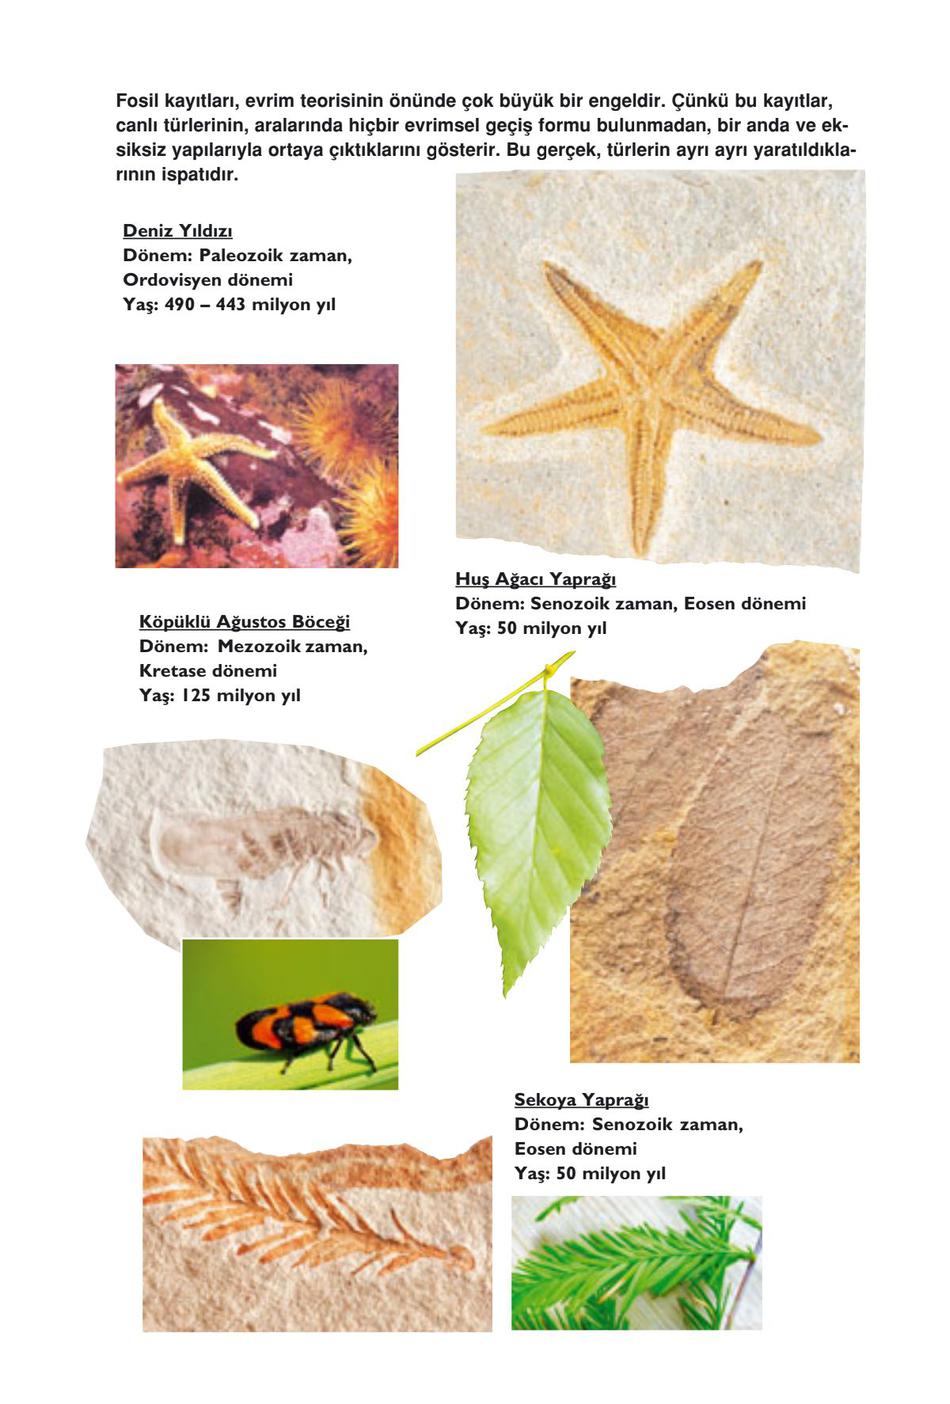 Fosil kayıtları, evrim teorisinin önünde çok büyük bir engeldir. Çünkü bu kayıtlar,
canlı türlerinin, aralarında hiçbir evrimsel geçiş formu bulunmadan, bir anda ve ek-
siksiz yapılarıyla ortaya çıktıklarını gösterir. Bu gerçek, türlerin ayrı ayrı yaratıldıkla-
rının ispatıdır.
Deniz Yıldızı
Dönem: Paleozoik zaman,
Ordovisyen dönemi
Yaş: 490 – 443 milyon yıl
Huş Ağacı Yaprağı
Dönem: Senozoik zaman, Eosen dönemi
Yaş: 50 milyon yıl
Köpüklü Ağustos Böceği
Dönem: Mezozoik zaman,
Kretase dönemi
Yaş: 125 milyon yıl
Sekoya Yaprağı
Dönem: Senozoik zaman,
Eosen dönemi
Yaş: 50 milyon yıl